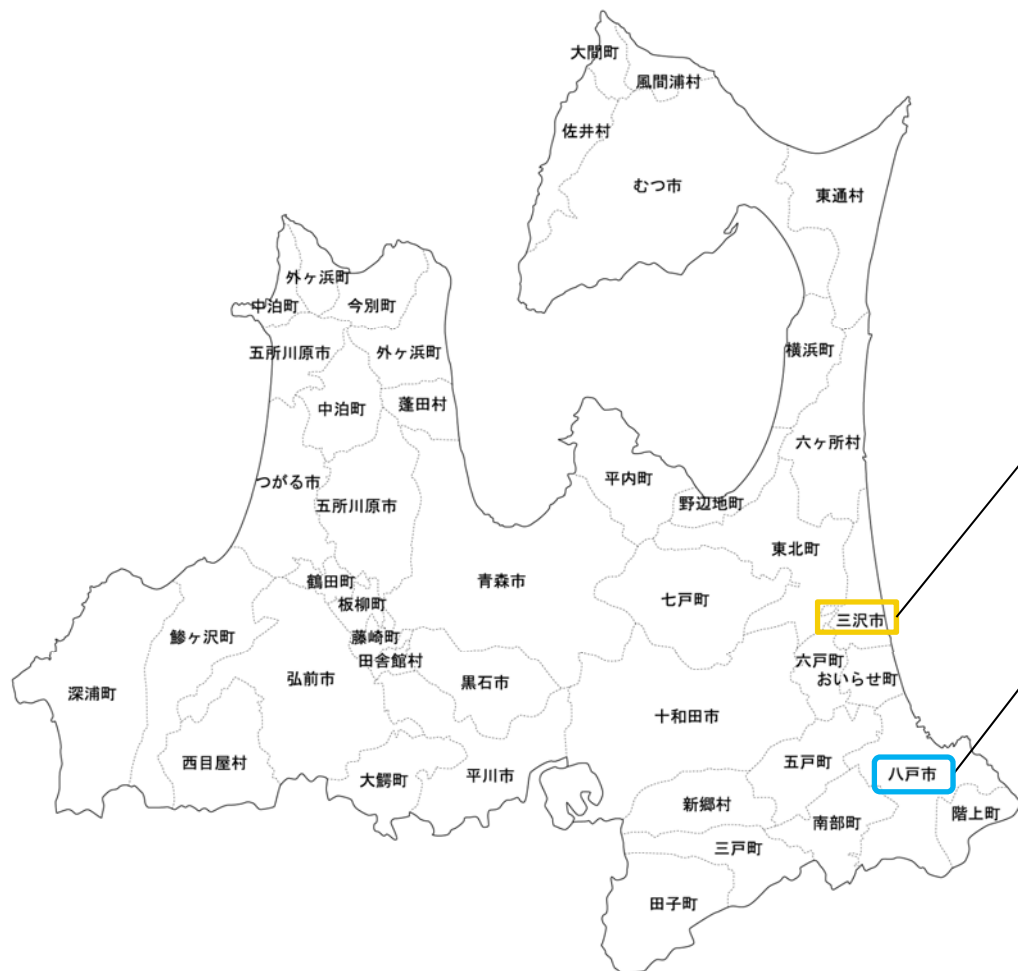 大間町
風間浦村
佐井村
むつ市
東通村
外ヶ浜町
中泊町
今別町
五所川原市
外ヶ浜町
横浜町
中泊町
蓬田村
六ヶ所村
つがる市
平内町
五所川原市
野辺地町
東北町
青森市
鶴田町
七戸町
板柳町
三沢市
鰺ヶ沢町
藤崎町
田舎館村
六戸町
おいらせ町
弘前市
黒石市
深浦町
十和田市
西目屋村
五戸町
八戸市
大鰐町
平川市
新郷村
階上町
南部町
三戸町
田子町